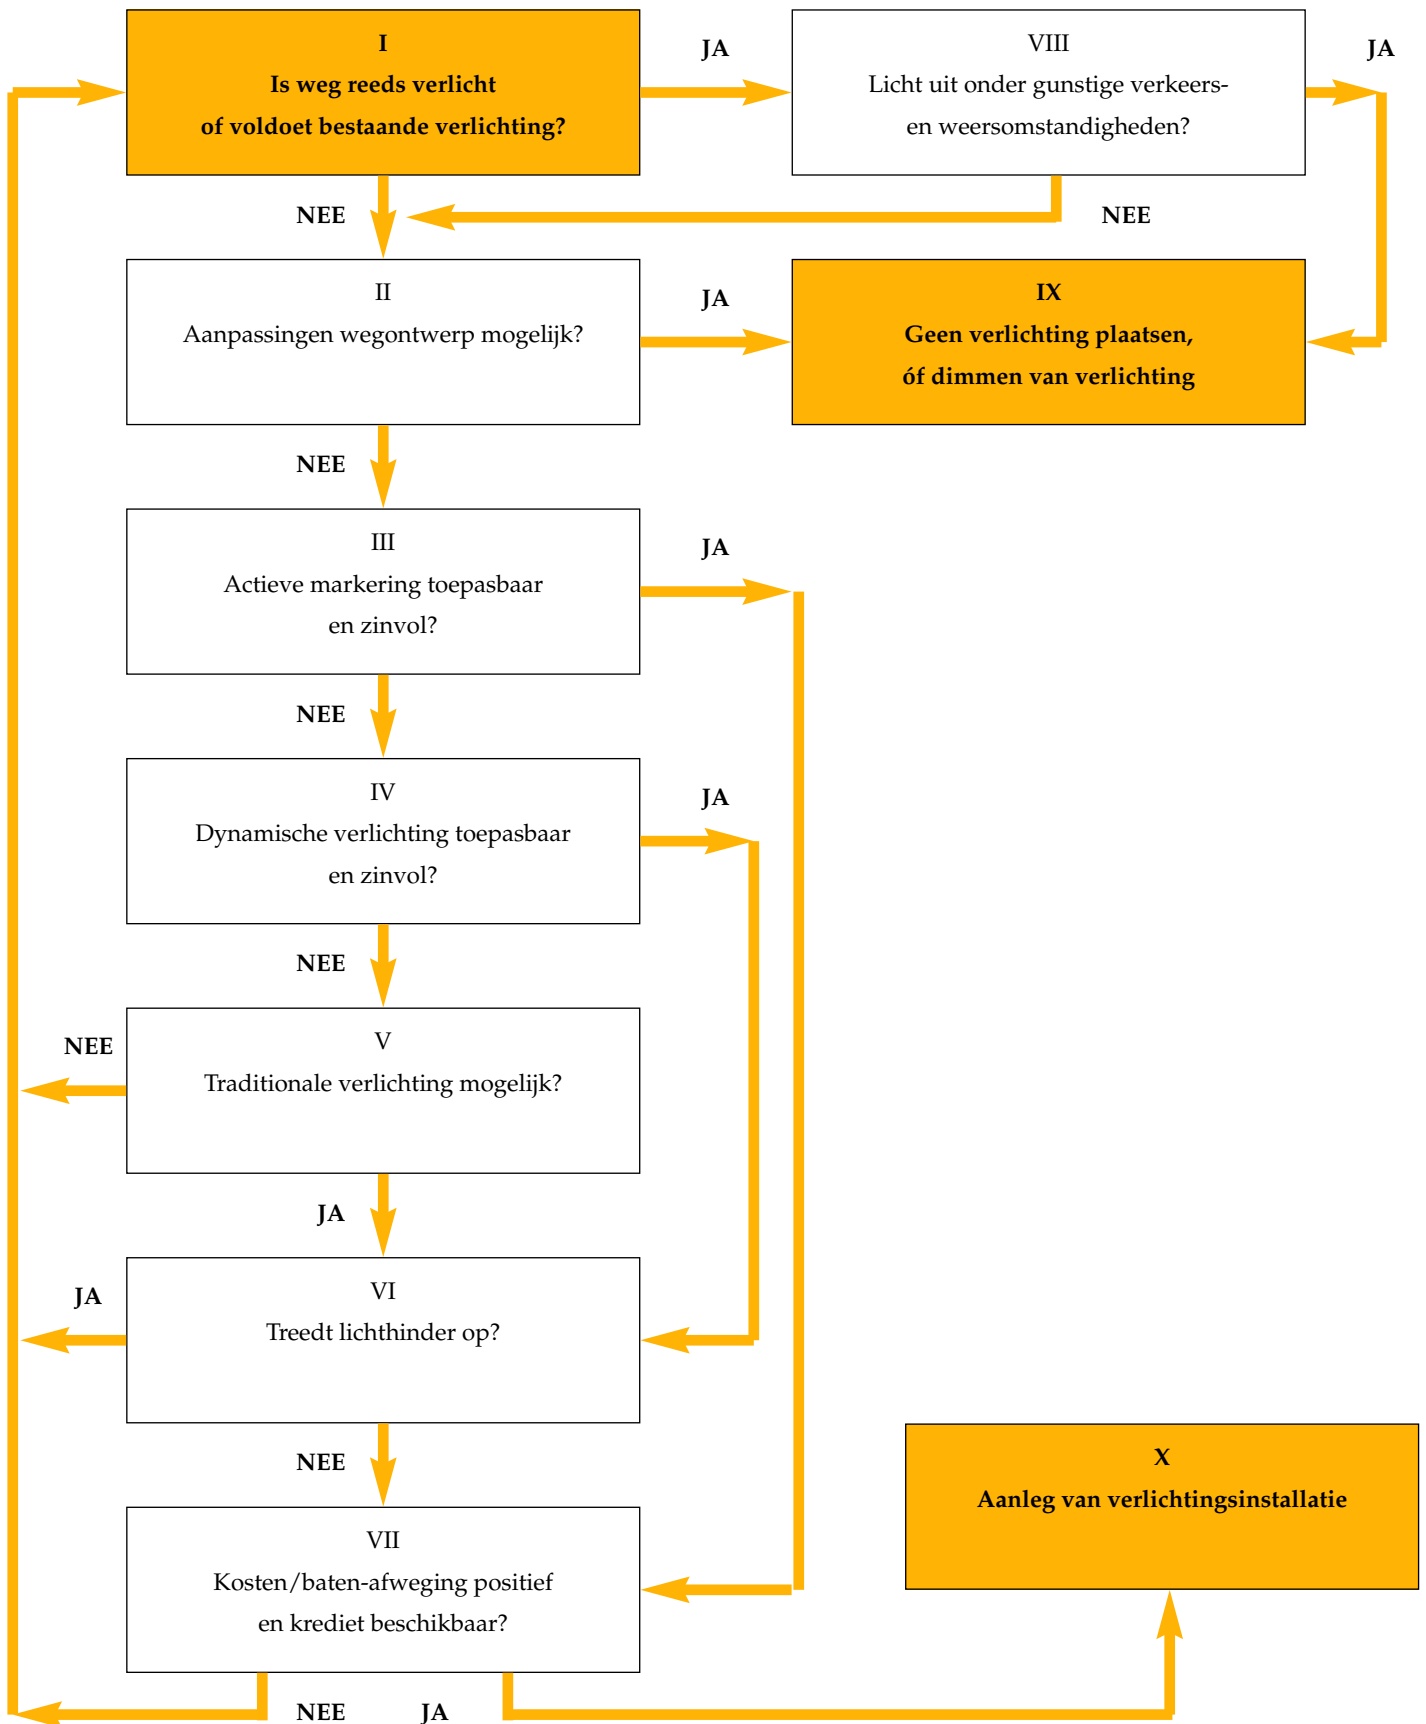 I
Is weg reeds verlicht
of voldoet bestaande verlichting?
JA
VIII
Licht uit onder gunstige verkeers-
en weersomstandigheden?
JA
NEE
NEE
II
Aanpassingen wegontwerp mogelijk?
JA
IX
Geen verlichting plaatsen,
óf dimmen van verlichting
NEE
III
Actieve markering toepasbaar
en zinvol?
JA
NEE
IV
Dynamische verlichting toepasbaar
en zinvol?
JA
NEE
NEE
V
Traditionale verlichting mogelijk?
JA
JA
VI
Treedt lichthinder op?
NEE
VII
Kosten/baten-afweging positief
en krediet beschikbaar?
X
Aanleg van verlichtingsinstallatie
NEE
JA